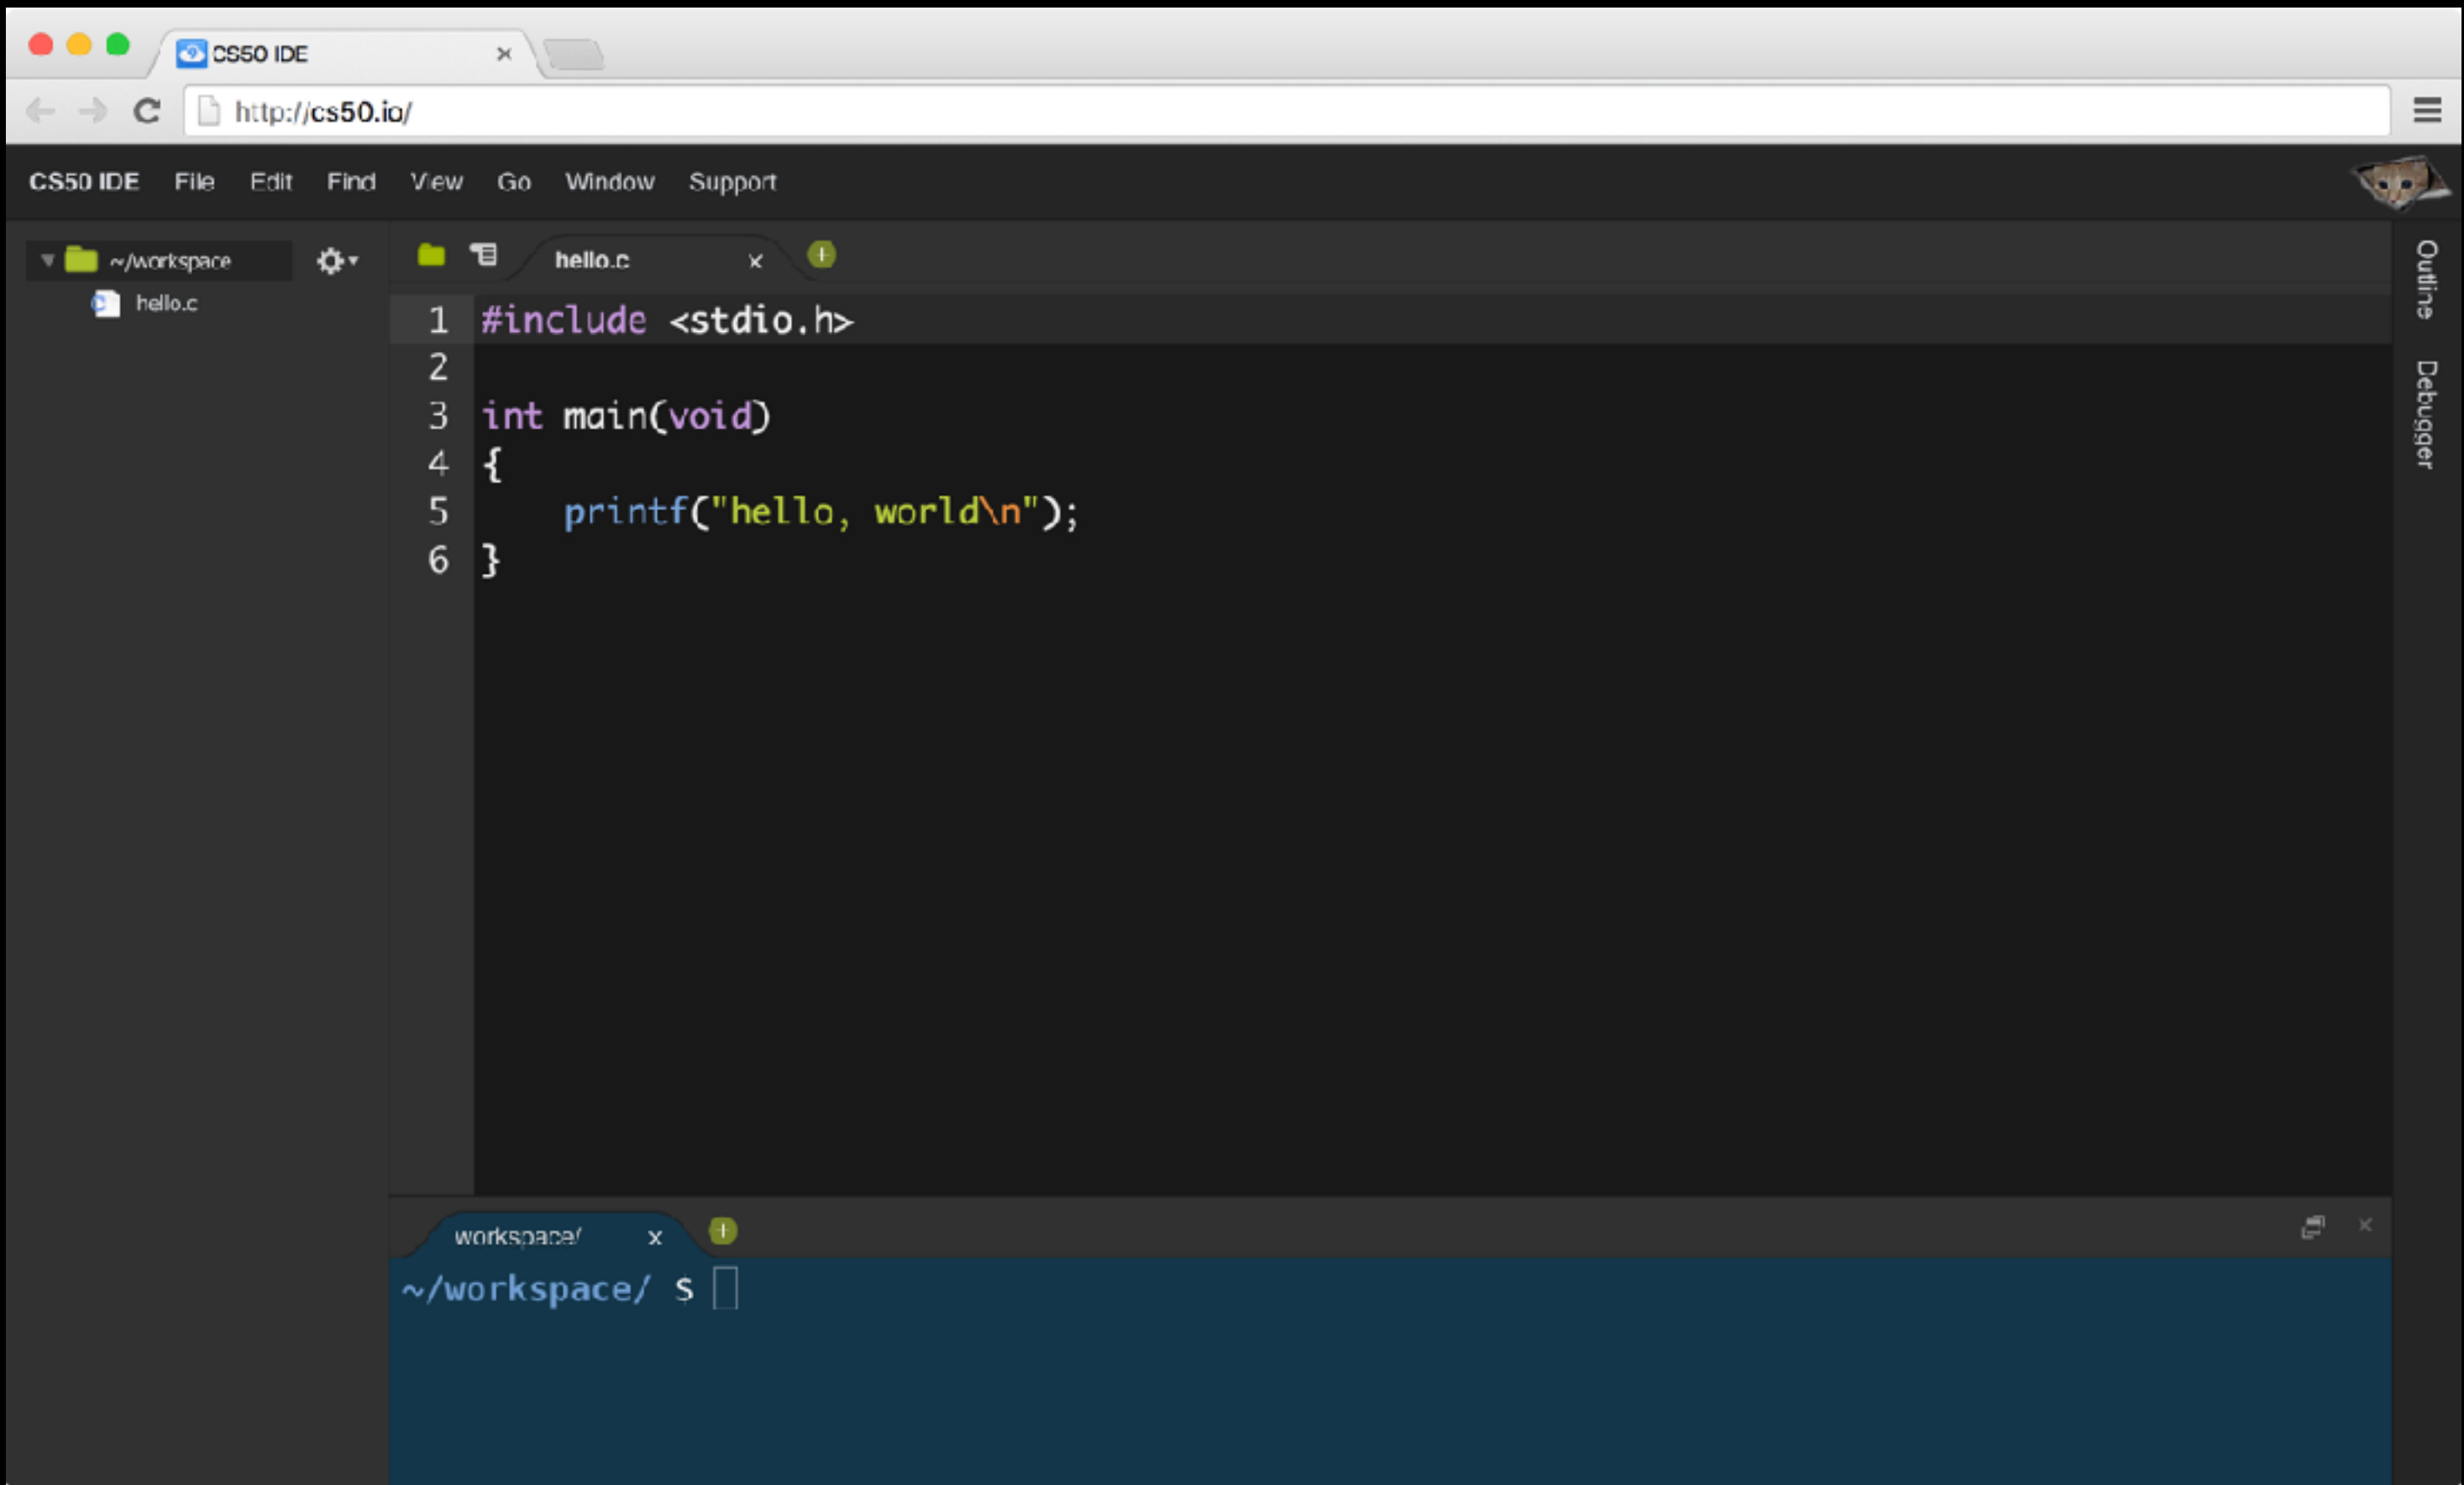 CS50 IDE
http://cs50.io/
CS50 IDE File Edit Find View Go Window Support
~/workspace
hello.c
hello.c
1 #include <stdio.h>
2
3 int main(void)
4 {
5     printf("hello, world\n");
6 }
Outline
Debugger
workspace/
~/workspace/ $